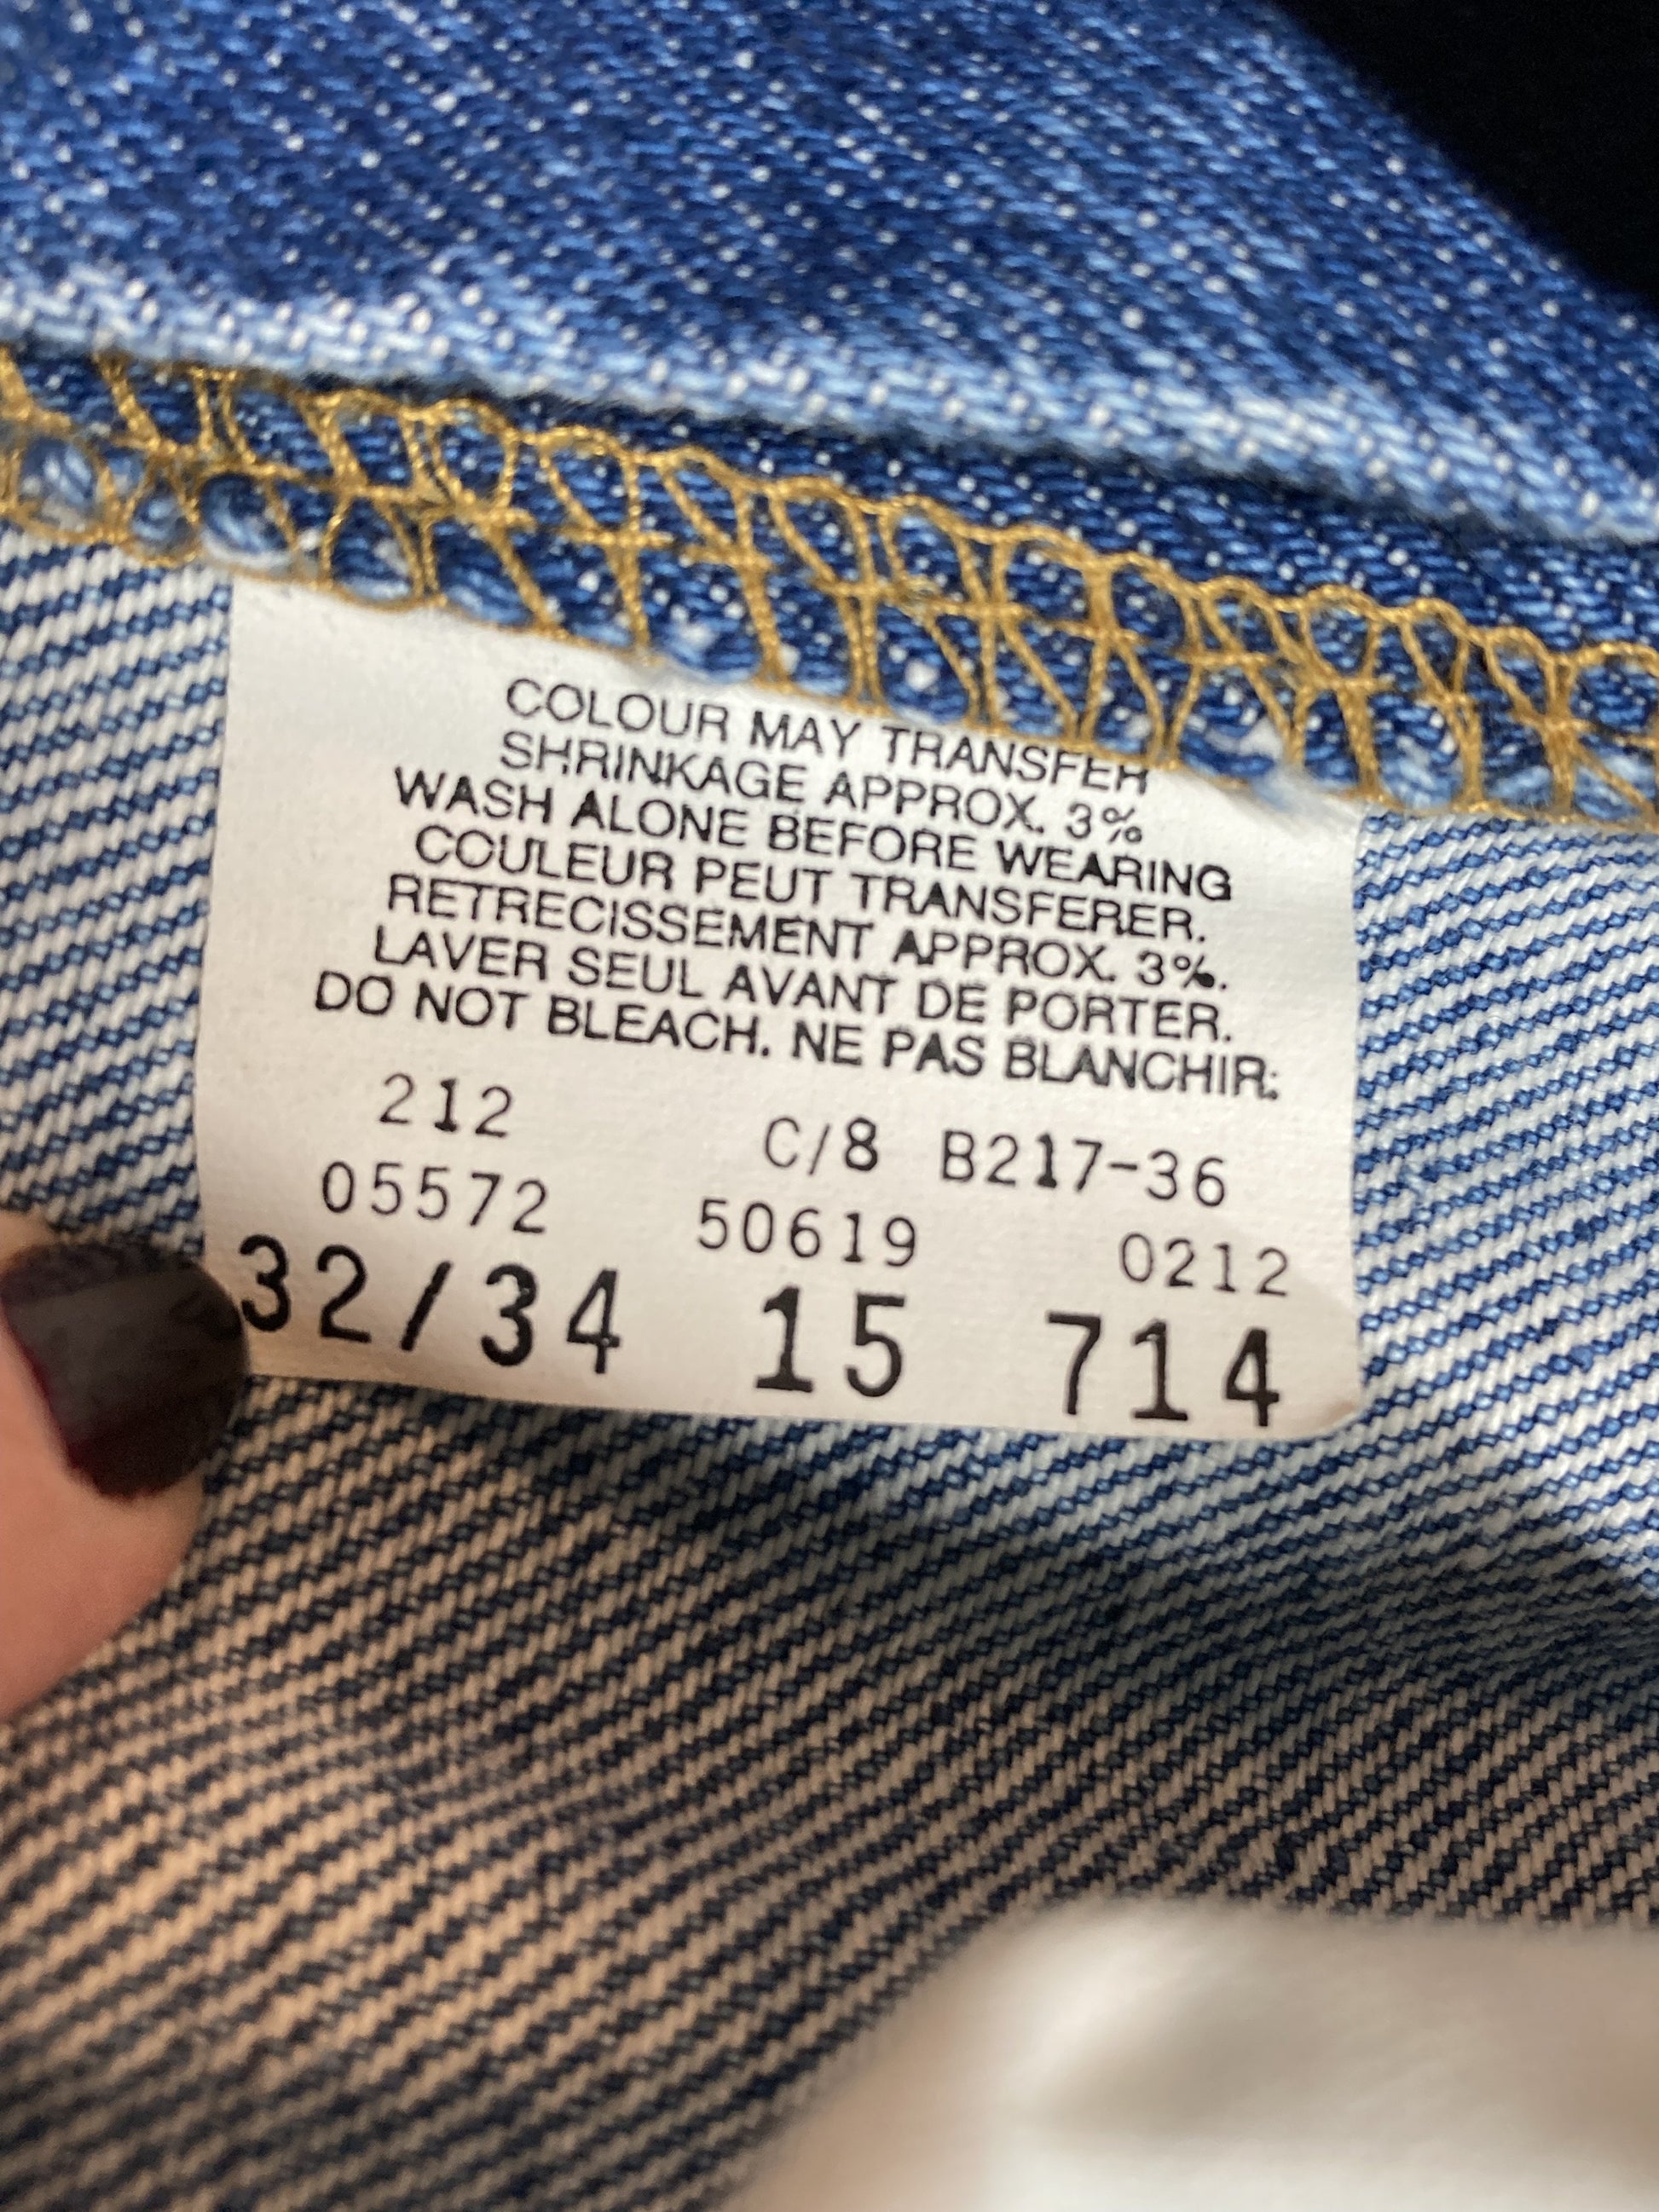 COLOUR MAY TRANSFER
SHRINKAGE APPROX. 3%
WASH ALONE BEFORE WEARING
COULEUR PEUT TRANSFERER.
RETRECISSEMENT APPROX. 3%.
LAVER SEUL AVANT DE PORTER.
DO NOT BLEACH. NE PAS BLANCHIR:
212 C/8 B217-36
05572 50619 0212
32/34 15 714